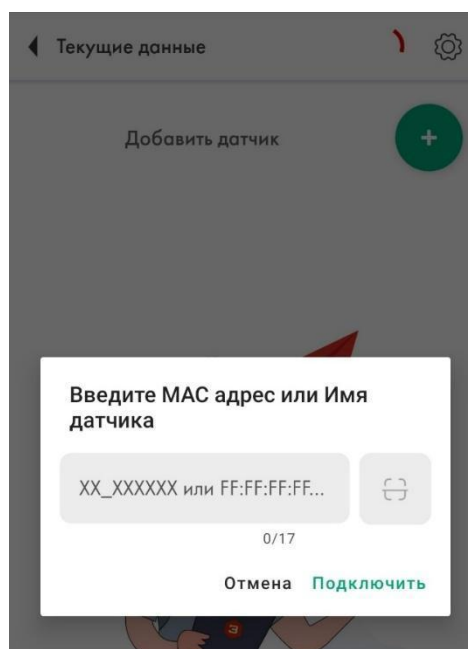 Текущие данные
Добавить датчик
+
Введите MAC адрес или Имя
датчика
XX_XXXXXX или FF:FF:FF:FF...
0/17
Отмена Подключить